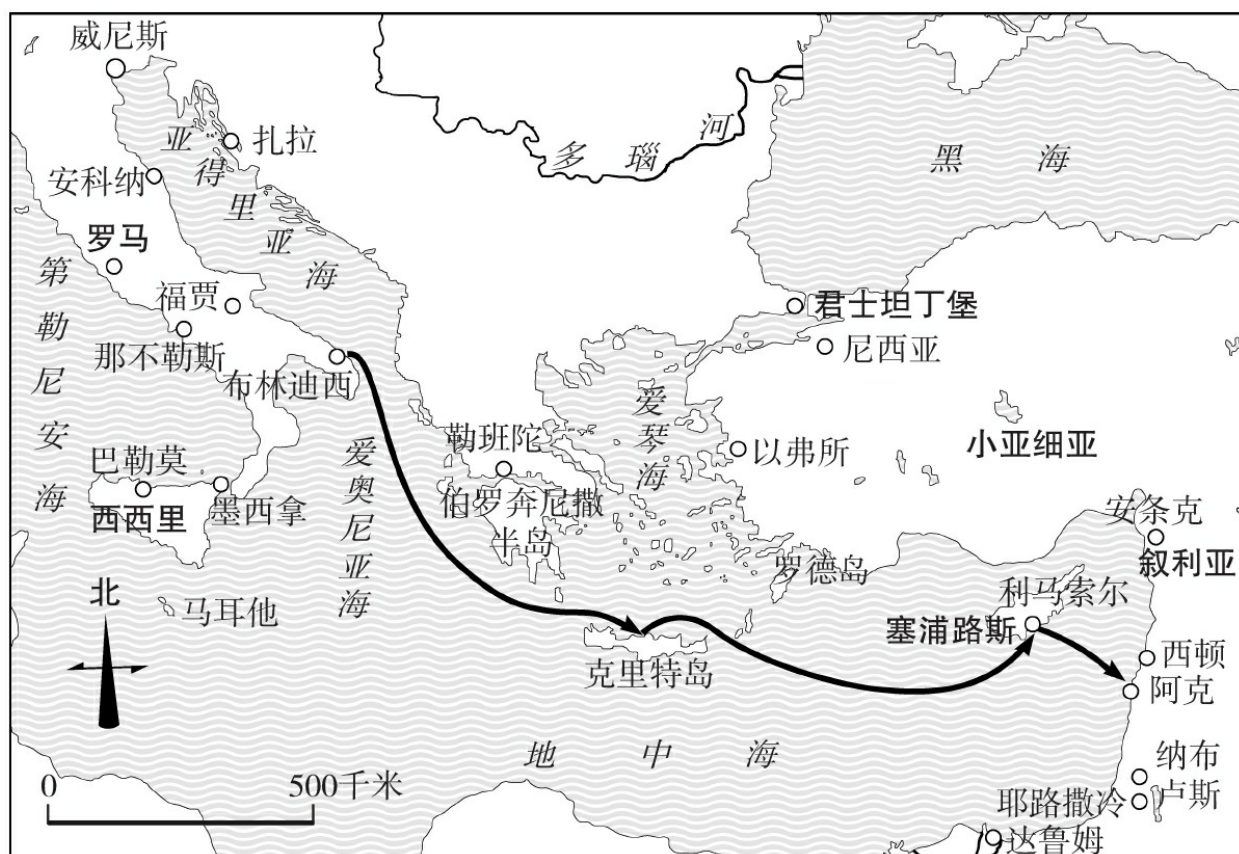 威尼斯
扎拉
亚得里亚海
多瑙河
黑海
安科纳
罗马
福贾
那不勒斯
布林迪西
第勒尼安海
君士坦丁堡
尼西亚
爱琴海
小亚细亚
以弗所
勒班陀
伯罗奔尼撒
半岛
爱奥尼亚海
巴勒莫
墨西拿
西西里
安条克
叙利亚
罗德岛
利马索尔
塞浦路斯
北
马耳他
克里特岛
西顿
阿克
地中海
纳布
卢斯
耶路撒冷
达鲁姆
0
500千米